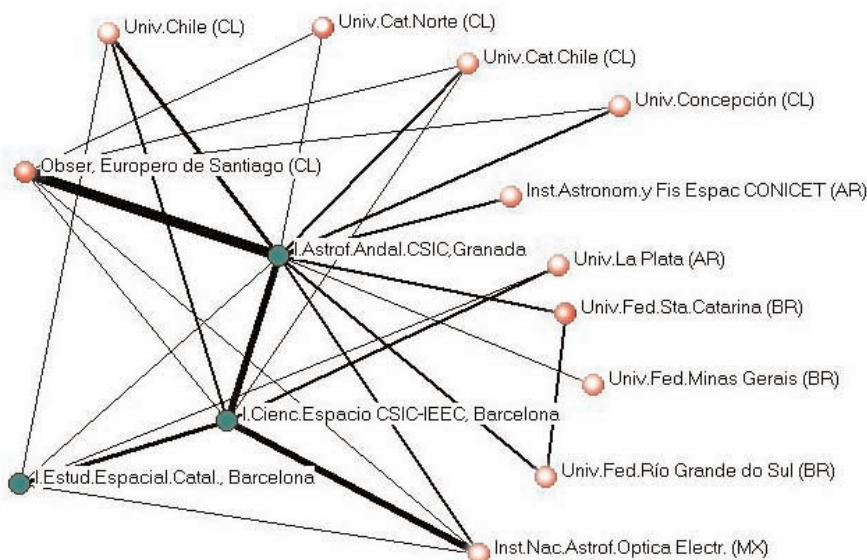 Univ.Chile (CL)
Univ.Cat.Norte (CL)
Univ.Cat.Chile (CL)
Univ.Concepción (CL)
Obser, Europero de Santiago (CL)
Inst.Astronom.y Fis Espac CONICET (AR)
I.Astrof.Andal.CSIC,Granada
Univ.La Plata (AR)
Univ.Fed.Sta.Catarina (BR)
Univ.Fed.Minas Gerais (BR)
I.Cienc.Espacio CSIC-IEEC, Barcelona
Univ.Fed.Río Grande do Sul (BR)
I.Estud.Espacial.Catal., Barcelona
Inst.Nac.Astrof.Optica Electr. (MX)